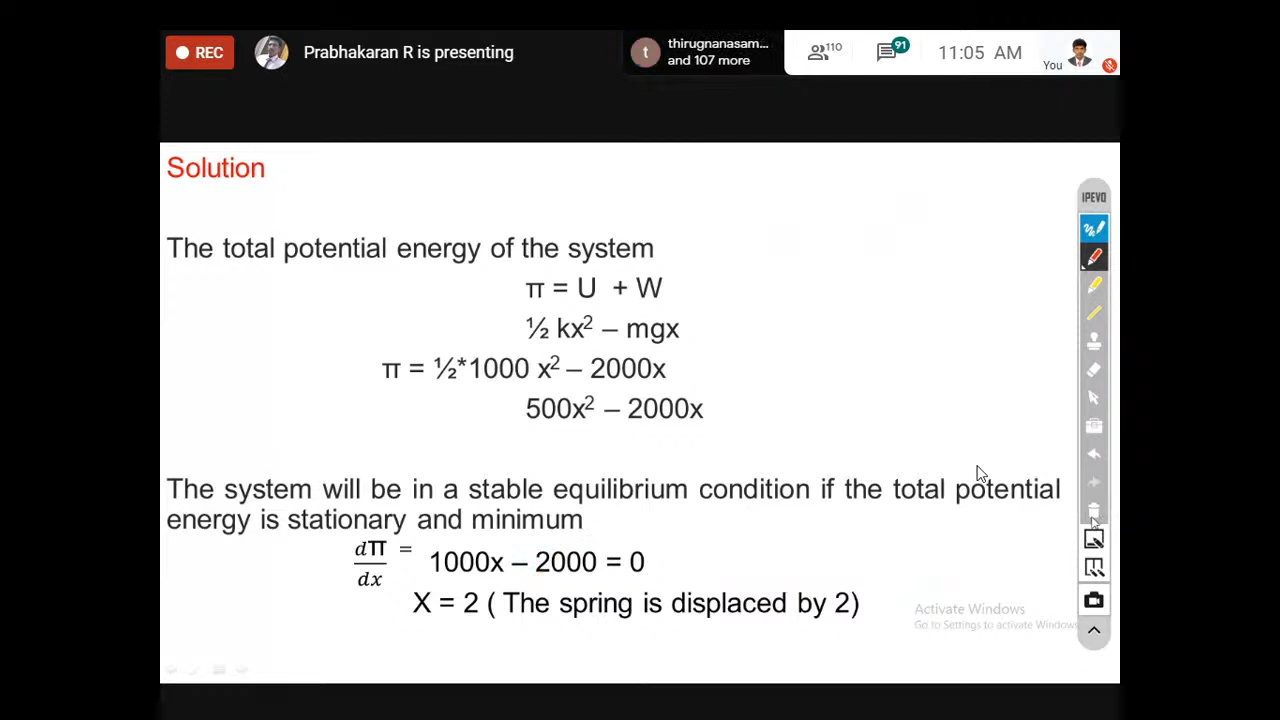 REC
Prabhakaran R is presenting
t
thirugnanasam...
and 107 more
110
91
11:05 AM
You
Solution
IPEVO
The total potential energy of the system
π = U + W
½ kx² – mgx
π = ½*1000 x² – 2000x
500x² – 2000x
The system will be in a stable equilibrium condition if the total potential
energy is stationary and minimum
dπ/dx = 1000x – 2000 = 0
X = 2 ( The spring is displaced by 2)
Activate Windows
Go to Settings to activate Windows